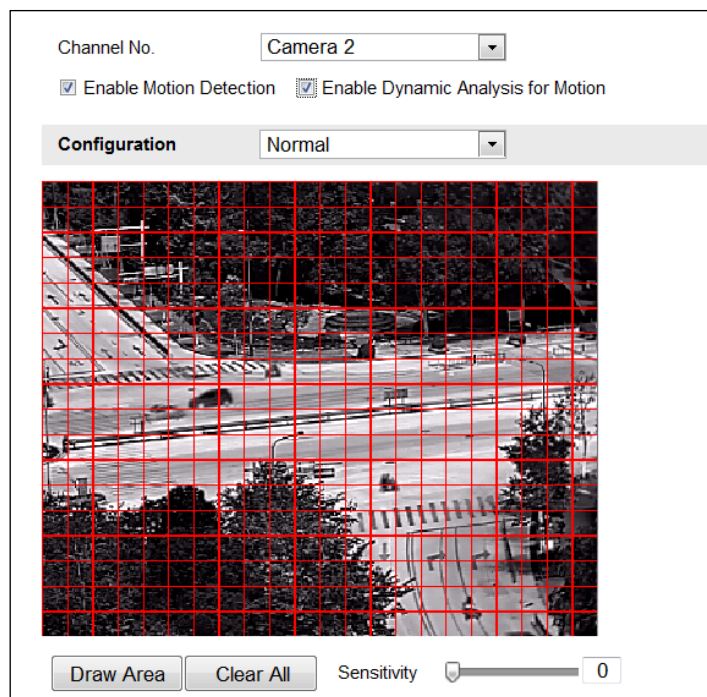 Channel No. Camera 2
Enable Motion Detection Enable Dynamic Analysis for Motion
Configuration Normal
Draw Area Clear All Sensitivity 0